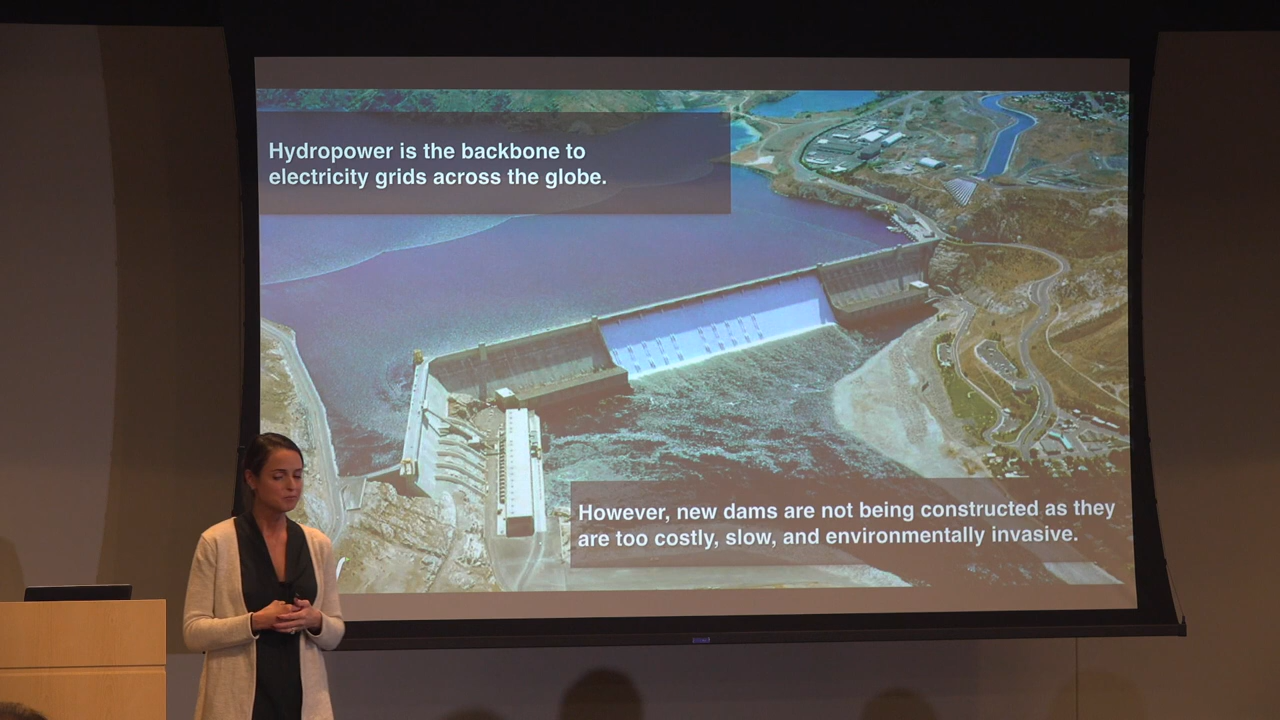 Hydropower is the backbone to
electricity grids across the globe.
However, new dams are not being constructed as they
are too costly, slow, and environmentally invasive.